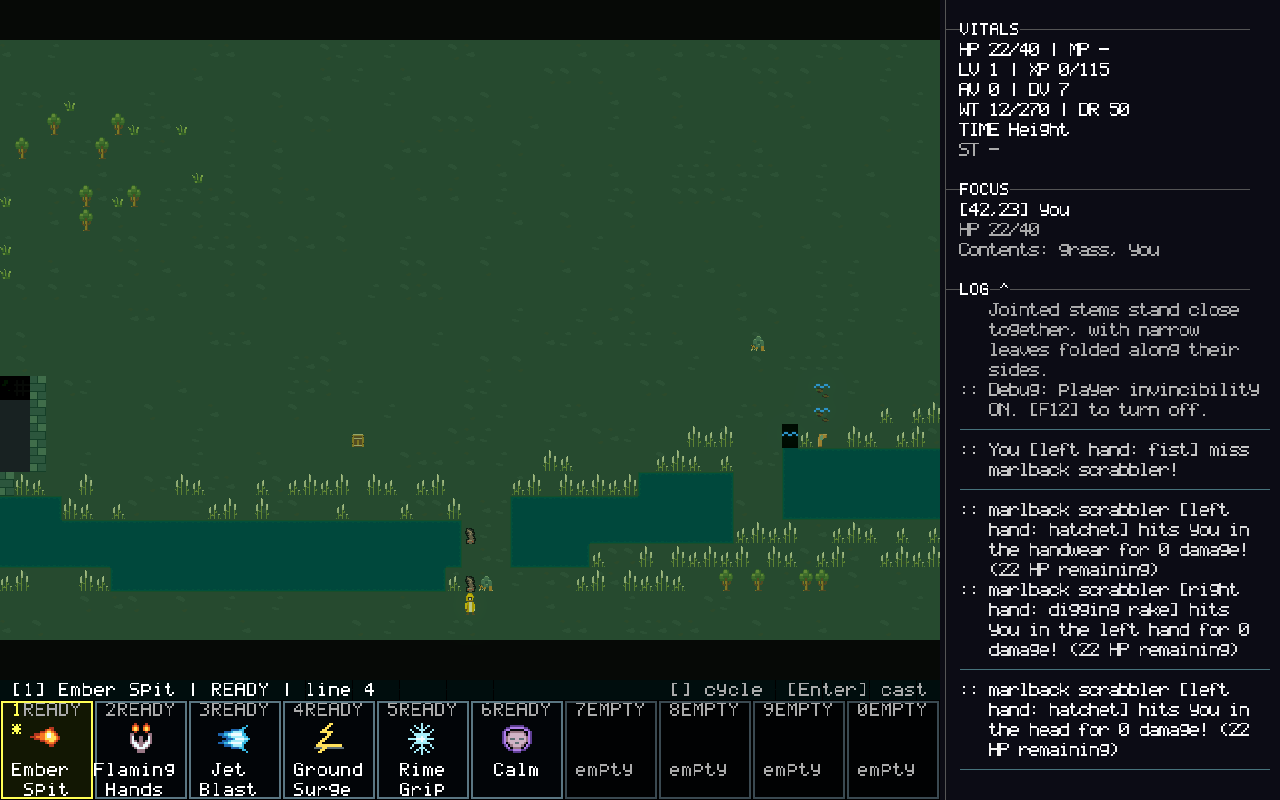 VITALS
HP 22/40 | MP -
LV 1 | XP 0/115
AV 0 | DV 7
WT 12/270 | DR 50
TIME Height
ST -
FOCUS
[42,23] You
HP 22/40
Contents: grass, you
LOG ^
Jointed stems stand close
together, with narrow
leaves folded along their
sides.
:: Debug: Player invincibility
ON. [F12] to turn off.
:: You [left hand: fist] miss
marlback scrabbler!
:: marlback scrabbler [left
hand: hatchet] hits you in
the handwear for 0 damage!
(22 HP remaining)
:: marlback scrabbler [right
hand: digging rake] hits
you in the left hand for 0
damage! (22 HP remaining)
:: marlback scrabbler [left
hand: hatchet] hits you in
the head for 0 damage! (22
HP remaining)
[1] Ember Spit | READY | line 4
[] cycle [Enter] cast
1READY 2READY 3READY 4READY 5READY 6READY 7EMPTY 8EMPTY 9EMPTY 0EMPTY
*
Ember Flaming Jet Ground Rime Calm empty empty empty empty
Spit Hands Blast Surge Grip